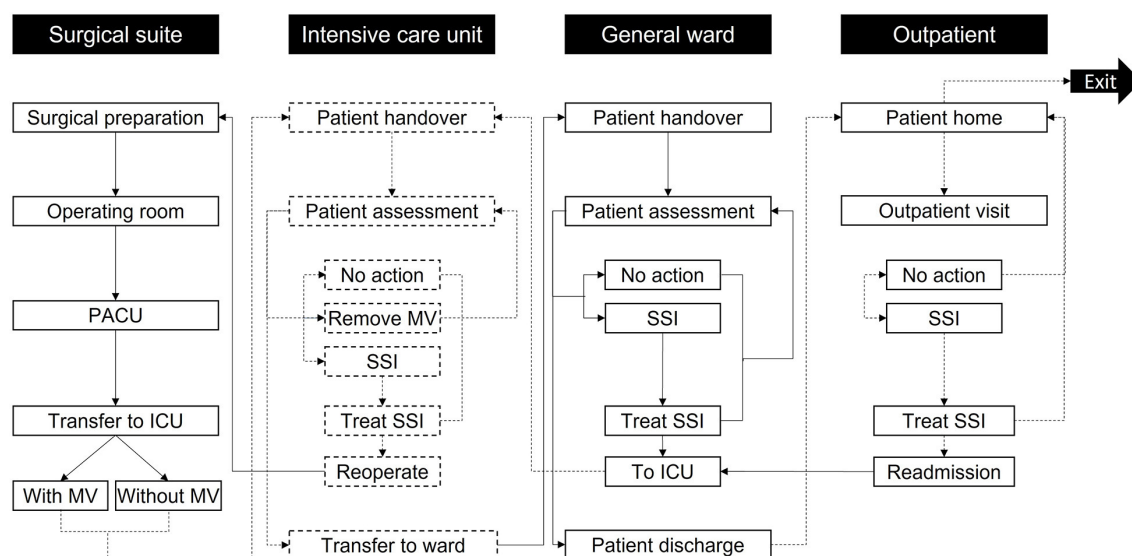 Surgical suite
Intensive care unit
General ward
Outpatient
Exit
Surgical preparation
Patient handover
Patient handover
Patient home
Operating room
Patient assessment
Patient assessment
Outpatient visit
No action
No action
No action
PACU
Remove MV
SSI
SSI
SSI
Transfer to ICU
Treat SSI
Treat SSI
Treat SSI
Reoperate
To ICU
Readmission
With MV
Without MV
Transfer to ward
Patient discharge